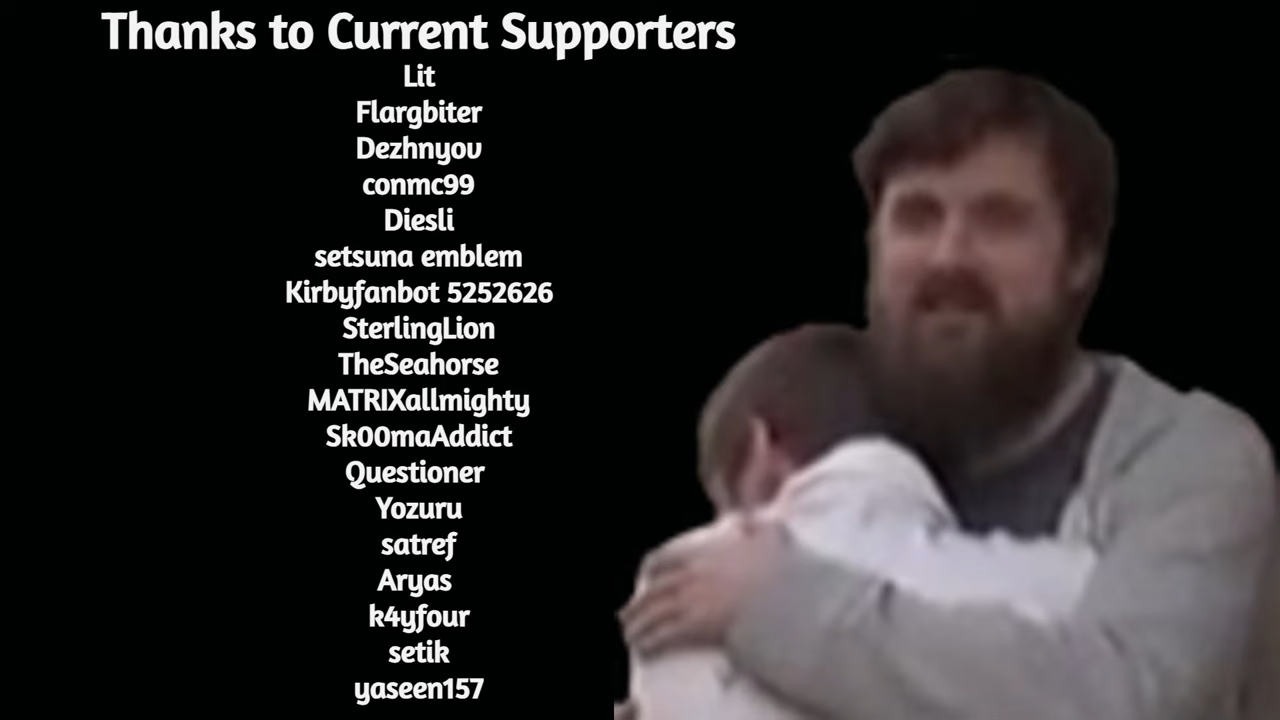 Thanks to Current Supporters
Lit
Flargbiter
Dezhnyov
conmc99
Diesli
setsuna emblem
Kirbyfanbot 5252626
SterlingLion
TheSeahorse
MATRIXallmighty
Sk00maAddict
Questioner
Yozuru
satref
Aryas
k4yfour
setik
yaseen157